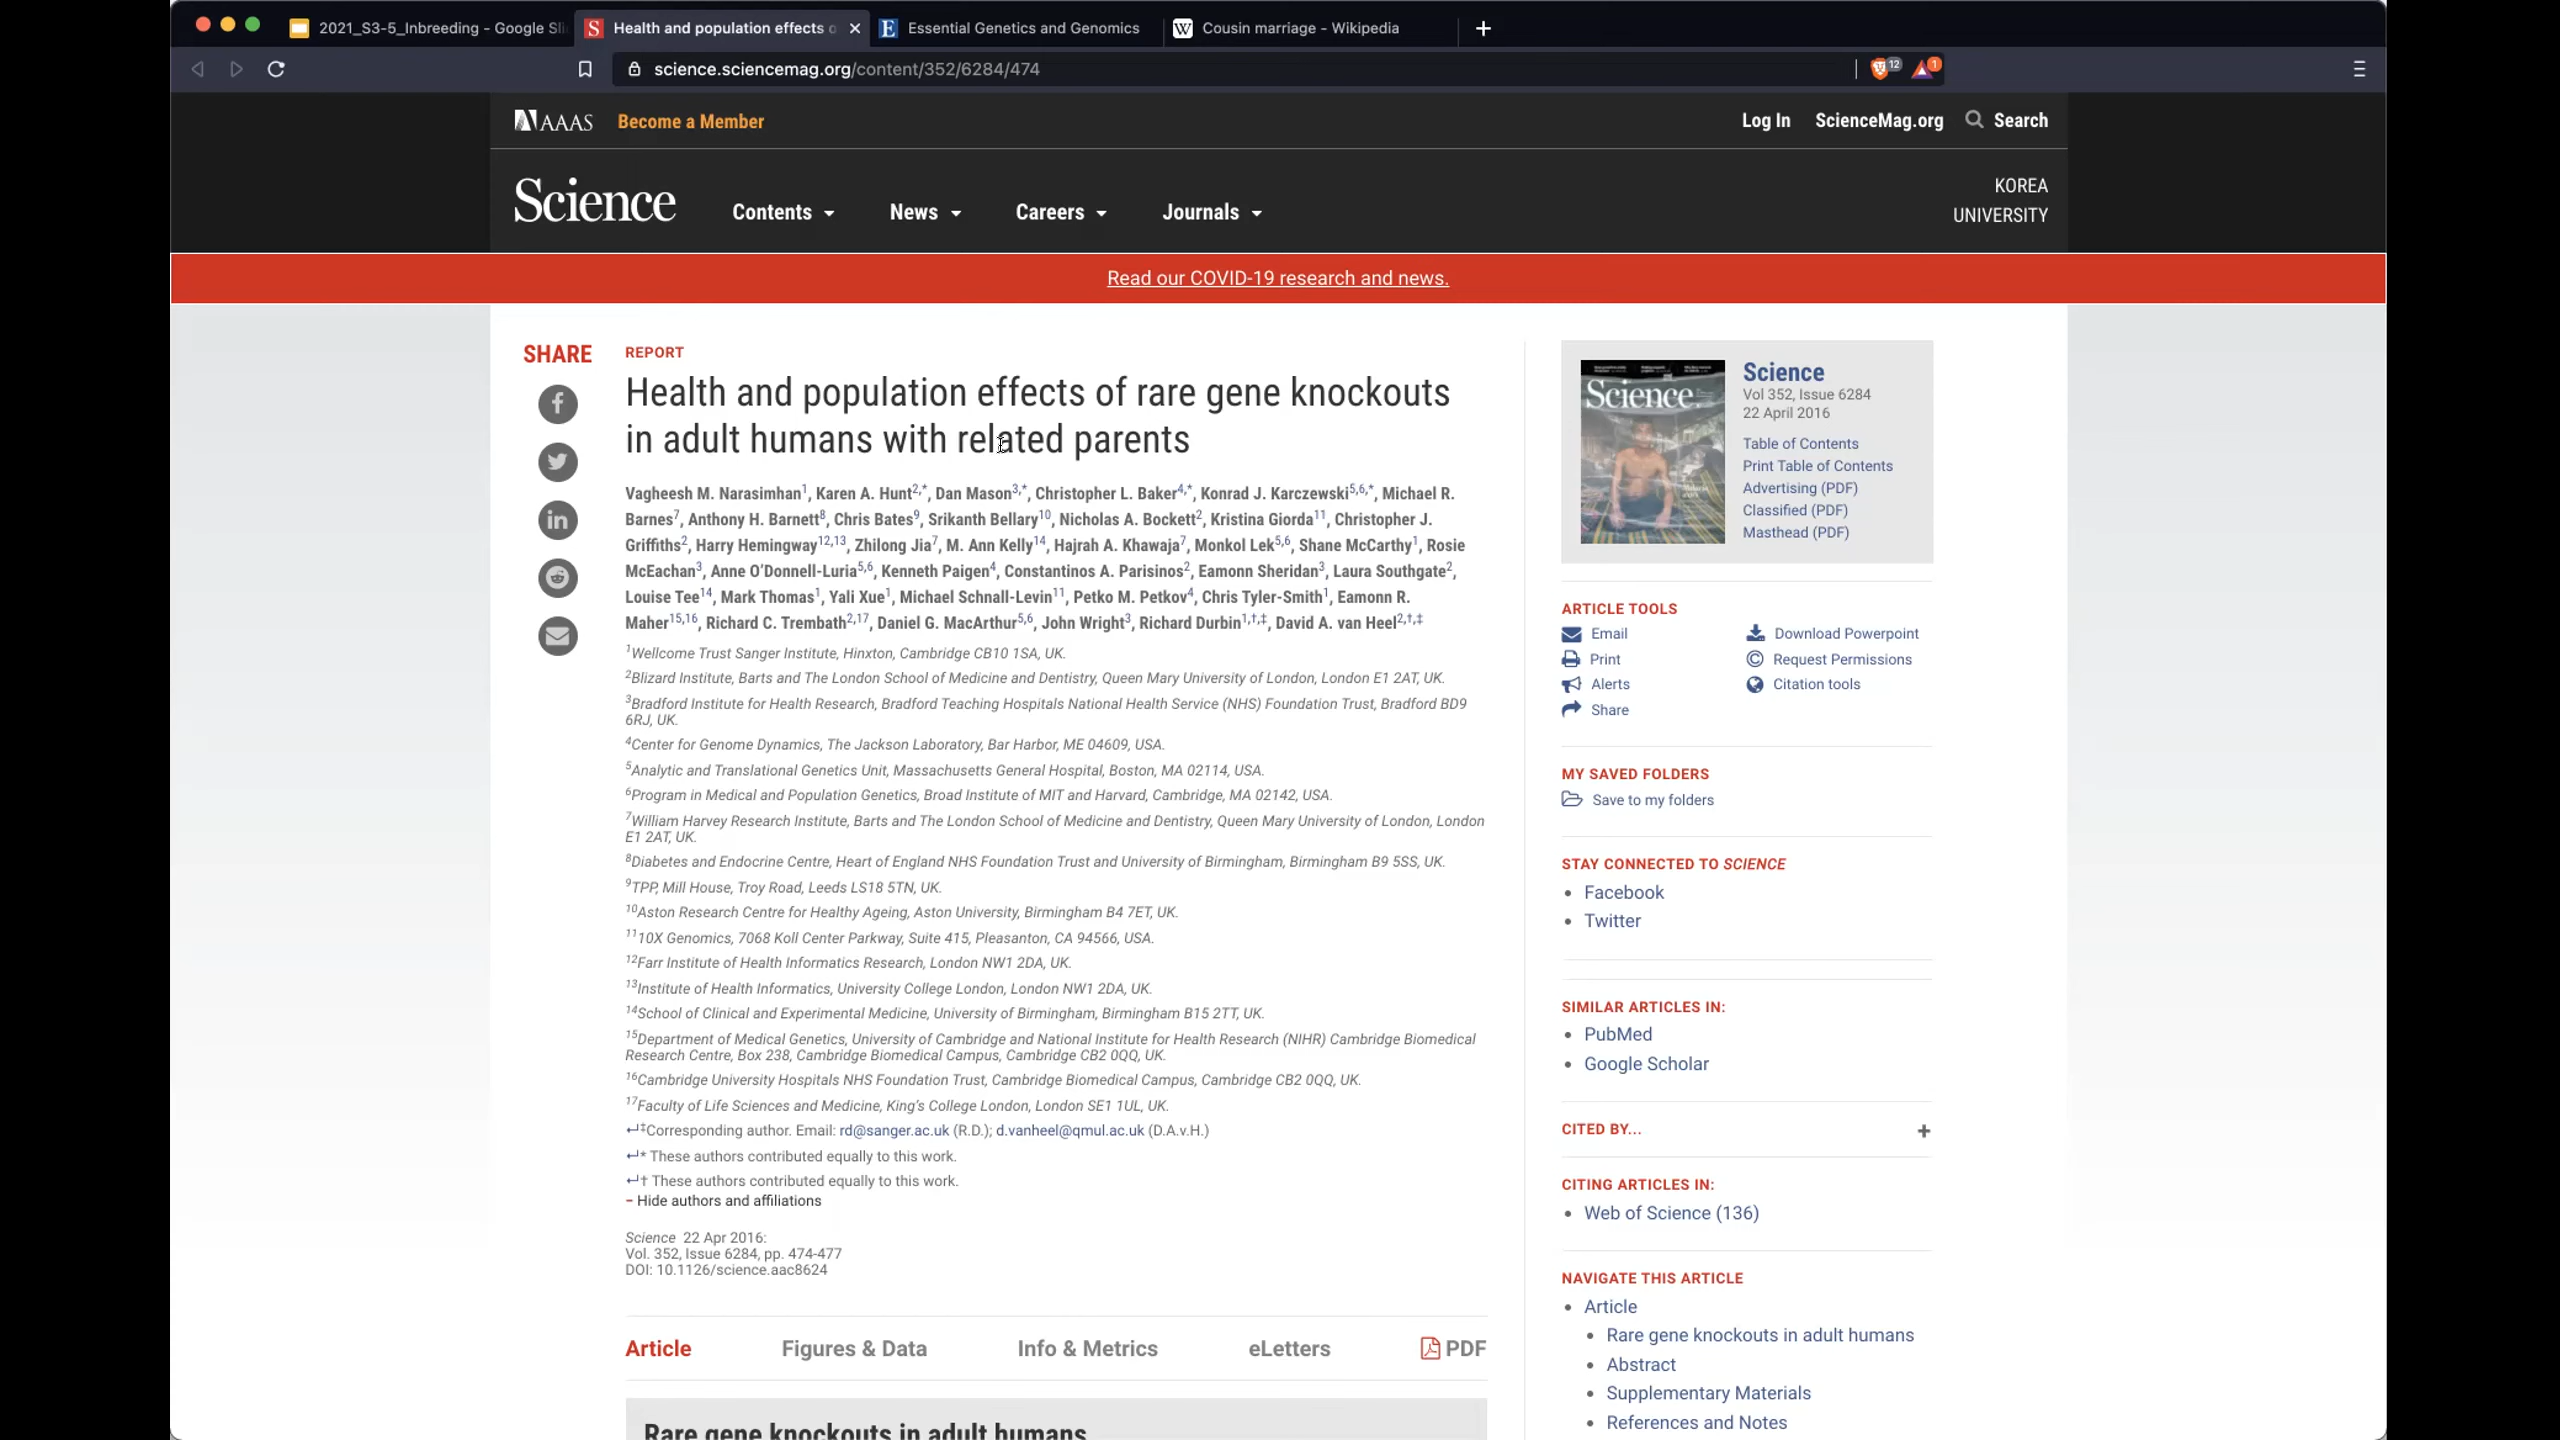 2021_S3-5_Inbreeding - Google Sli
Health and population effects o
Essential Genetics and Genomics
Cousin marriage - Wikipedia
science.sciencemag.org/content/352/6284/474
12
1
AAAS
Become a Member
Log In
ScienceMag.org
Search
Science
Contents
News
Careers
Journals
KOREA
UNIVERSITY
Read our COVID-19 research and news.
SHARE
REPORT
Health and population effects of rare gene knockouts
in adult humans with related parents
Vagheesh M. Narasimhan1, Karen A. Hunt2,*, Dan Mason3,*, Christopher L. Baker4,*, Konrad J. Karczewski5,6,*, Michael R.
Barnes7, Anthony H. Barnett8, Chris Bates9, Srikanth Bellary10, Nicholas A. Bockett2, Kristina Giorda11, Christopher J.
Griffiths2, Harry Hemingway12,13, Zhilong Jia7, M. Ann Kelly14, Hajrah A. Khawaja7, Monkol Lek5,6, Shane McCarthy1, Rosie
McEachan3, Anne O’Donnell-Luria5,6, Kenneth Paigen4, Constantinos A. Parisinos2, Eamonn Sheridan3, Laura Southgate2,
Louise Tee14, Mark Thomas1, Yali Xue1, Michael Schnall-Levin11, Petko M. Petkov4, Chris Tyler-Smith1, Eamonn R.
Maher15,16, Richard C. Trembath2,17, Daniel G. MacArthur5,6, John Wright3, Richard Durbin1,†,‡, David A. van Heel2,†,‡
1Wellcome Trust Sanger Institute, Hinxton, Cambridge CB10 1SA, UK.
2Blizard Institute, Barts and The London School of Medicine and Dentistry, Queen Mary University of London, London E1 2AT, UK.
3Bradford Institute for Health Research, Bradford Teaching Hospitals National Health Service (NHS) Foundation Trust, Bradford BD9
6RJ, UK.
4Center for Genome Dynamics, The Jackson Laboratory, Bar Harbor, ME 04609, USA.
5Analytic and Translational Genetics Unit, Massachusetts General Hospital, Boston, MA 02114, USA.
6Program in Medical and Population Genetics, Broad Institute of MIT and Harvard, Cambridge, MA 02142, USA.
7William Harvey Research Institute, Barts and The London School of Medicine and Dentistry, Queen Mary University of London, London
E1 2AT, UK.
8Diabetes and Endocrine Centre, Heart of England NHS Foundation Trust and University of Birmingham, Birmingham B9 5SS, UK.
9TPP, Mill House, Troy Road, Leeds LS18 5TN, UK.
10Aston Research Centre for Healthy Ageing, Aston University, Birmingham B4 7ET, UK.
1110X Genomics, 7068 Koll Center Parkway, Suite 415, Pleasanton, CA 94566, USA.
12Farr Institute of Health Informatics Research, London NW1 2DA, UK.
13Institute of Health Informatics, University College London, London NW1 2DA, UK.
14School of Clinical and Experimental Medicine, University of Birmingham, Birmingham B15 2TT, UK.
15Department of Medical Genetics, University of Cambridge and National Institute for Health Research (NIHR) Cambridge Biomedical
Research Centre, Box 238, Cambridge Biomedical Campus, Cambridge CB2 0QQ, UK.
16Cambridge University Hospitals NHS Foundation Trust, Cambridge Biomedical Campus, Cambridge CB2 0QQ, UK.
17Faculty of Life Sciences and Medicine, King’s College London, London SE1 1UL, UK.
↵‡Corresponding author. Email: rd@sanger.ac.uk (R.D.); d.vanheel@qmul.ac.uk (D.A.v.H.)
↵* These authors contributed equally to this work.
↵† These authors contributed equally to this work.
– Hide authors and affiliations
Science 22 Apr 2016:
Vol. 352, Issue 6284, pp. 474-477
DOI: 10.1126/science.aac8624
Article
Figures & Data
Info & Metrics
eLetters
PDF
Rare gene knockouts in adult humans
Science
Science
Vol 352, Issue 6284
22 April 2016
Table of Contents
Print Table of Contents
Advertising (PDF)
Classified (PDF)
Masthead (PDF)
ARTICLE TOOLS
Email
Download Powerpoint
Print
Request Permissions
Alerts
Citation tools
Share
MY SAVED FOLDERS
Save to my folders
STAY CONNECTED TO SCIENCE
• Facebook
• Twitter
SIMILAR ARTICLES IN:
• PubMed
• Google Scholar
CITED BY...
+
CITING ARTICLES IN:
• Web of Science (136)
NAVIGATE THIS ARTICLE
• Article
• Rare gene knockouts in adult humans
• Abstract
• Supplementary Materials
• References and Notes